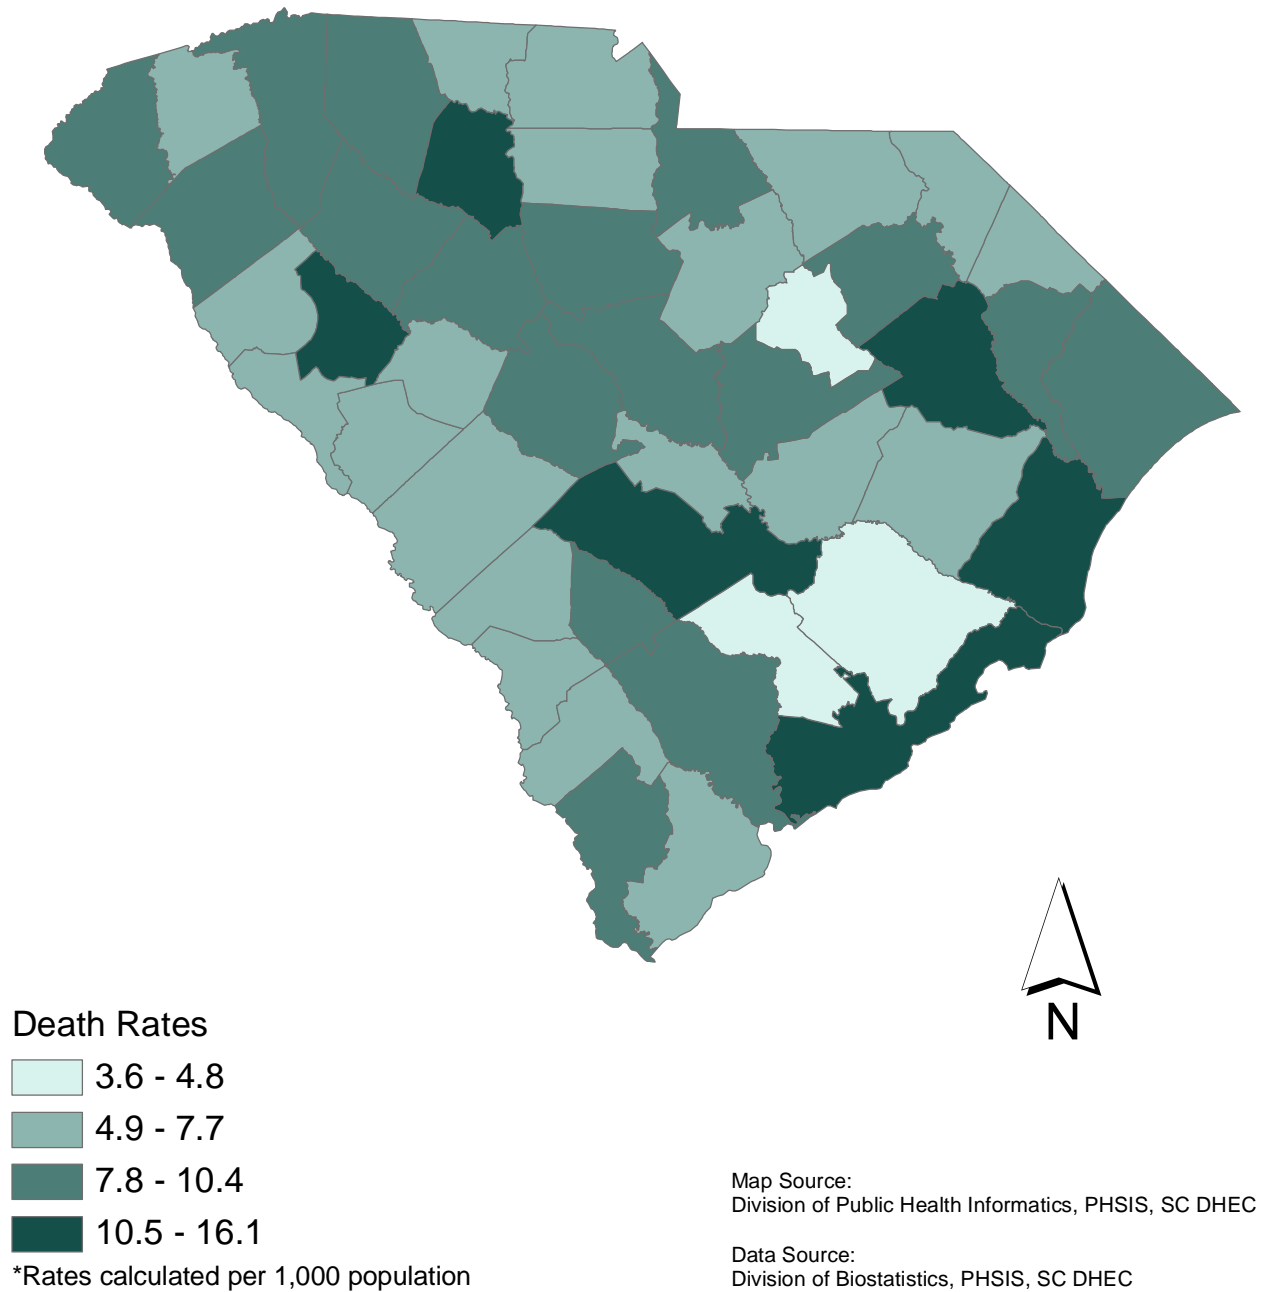 N
Death Rates
3.6 - 4.8
4.9 - 7.7
7.8 - 10.4
10.5 - 16.1
*Rates calculated per 1,000 population
Map Source:
Division of Public Health Informatics, PHSIS, SC DHEC
Data Source:
Division of Biostatistics, PHSIS, SC DHEC